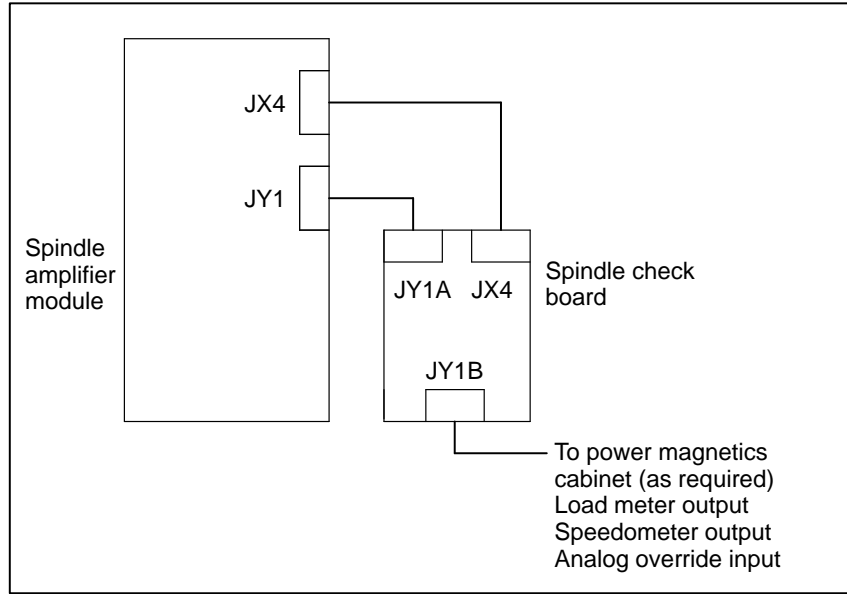 JX4
JY1
Spindle
amplifier
module
JY1A JX4
Spindle check
board
JY1B
To power magnetics
cabinet (as required)
Load meter output
Speedometer output
Analog override input